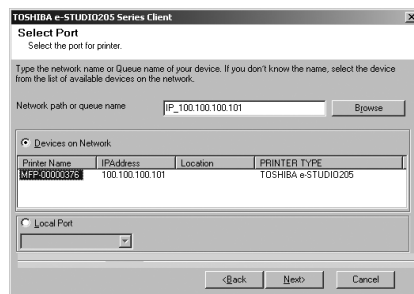 TOSHIBA e-STUDIO205 Series Client
Select Port
Select the port for printer.
Type the network name or Queue name of your device. If you don't know the name, select the device
from the list of available devices on the network.
Network path or queue name IP_100.100.100.101 Browse
Devices on Network
Printer Name IPAddress Location PRINTER TYPE
MFP-00000376 100.100.100.101 TOSHIBA e-STUDIO205
Local Port
<Back Next> Cancel